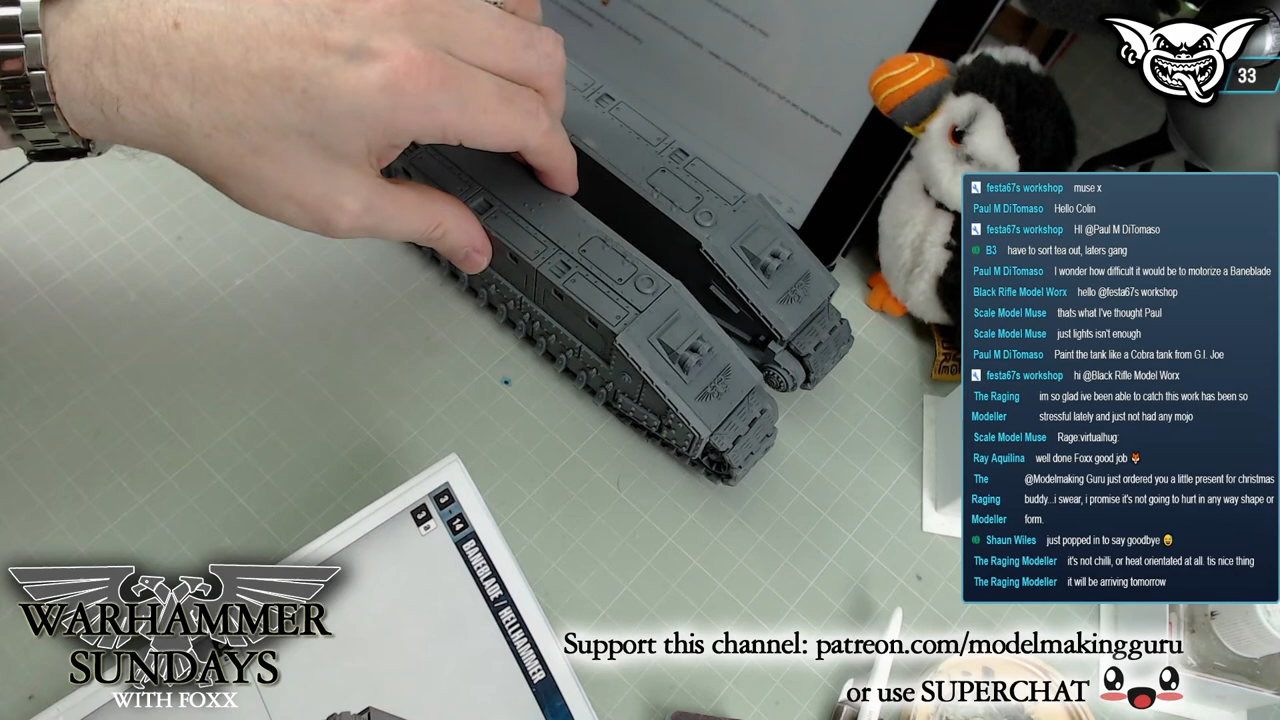 33
festa67s workshop muse x
Paul M DiTomaso Hello Colin
festa67s workshop HI @Paul M DiTomaso
B3 have to sort tea out, laters gang
Paul M DiTomaso I wonder how difficult it would be to motorize a Baneblade
Black Rifle Model Worx hello @festa67s workshop
Scale Model Muse thats what I've thought Paul
Scale Model Muse just lights isn't enough
Paul M DiTomaso Paint the tank like a Cobra tank from G.I. Joe
festa67s workshop hi @Black Rifle Model Worx
The Raging Modeller im so glad ive been able to catch this work has been so
stressful lately and just not had any mojo
Scale Model Muse Rage:virtualhug:
Ray Aquilina well done Foxx good job 🦊
The Raging Modeller @Modelmaking Guru just ordered you a little present for christmas
buddy...i swear, i promise it's not going to hurt in any way shape or
form.
Shaun Wiles just popped in to say goodbye 😅
The Raging Modeller it's not chilli, or heat orientated at all. tis nice thing
The Raging Modeller it will be arriving tomorrow
3 3
8 14
BANEBLADE / HELLHAMMER
WARHAMMER
SUNDAYS
WITH FOXX
Support this channel: patreon.com/modelmakingguru
or use SUPERCHAT